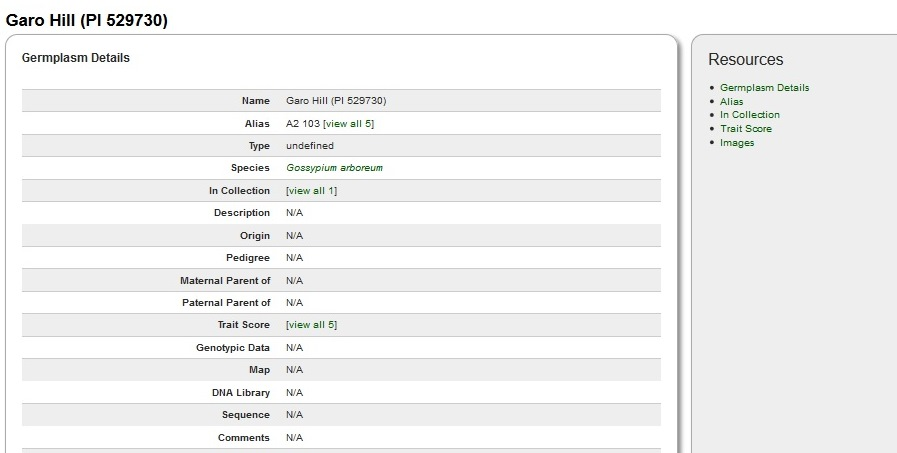 Garo Hill (PI 529730)
Germplasm Details
Name Garo Hill (PI 529730)
Alias A2 103 [view all 5]
Type undefined
Species Gossypium arboreum
In Collection [view all 1]
Description N/A
Origin N/A
Pedigree N/A
Maternal Parent of N/A
Paternal Parent of N/A
Trait Score [view all 5]
Genotypic Data N/A
Map N/A
DNA Library N/A
Sequence N/A
Comments N/A
Resources
• Germplasm Details
• Alias
• In Collection
• Trait Score
• Images